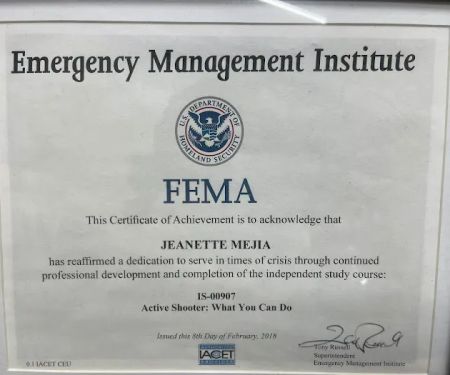 Emergency Management Institute
U.S. DEPARTMENT OF
HOMELAND SECURITY
FEMA
This Certificate of Achievement is to acknowledge that
JEANETTE MEJIA
has reaffirmed a dedication to serve in times of crisis through continued
professional development and completion of the independent study course:
IS-00907
Active Shooter: What You Can Do
Issued this 8th Day of February, 2018
IACET
Tony Russell
Superintendent
Emergency Management Institute
0.1 IACET CEU